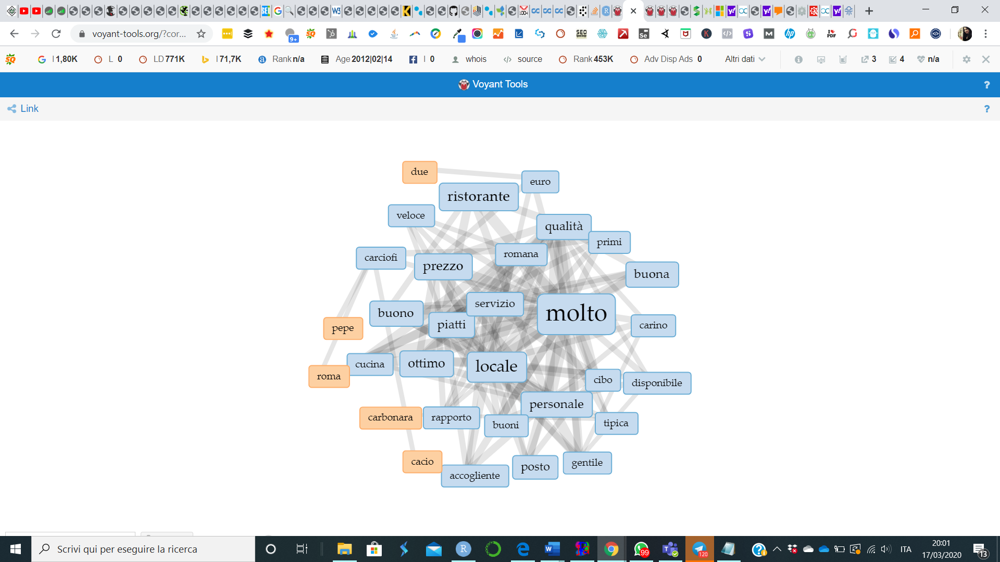 voyant-tools.org/?cor...
9+
I 1,80K
L 0
LD 771K
I 71,7K
Rank n/a
Age 2012|02|14
I 0
whois
source
Rank 453K
Adv Disp Ads 0
Altri dati
3
4
n/a
Voyant Tools
?
Link
?
due
euro
ristorante
veloce
qualità
primi
romana
carciofi
prezzo
buona
servizio
molto
buono
piatti
carino
pepe
cucina
ottimo
locale
roma
cibo
disponibile
personale
carbonara
rapporto
buoni
tipica
cacio
accogliente
posto
gentile
Scrivi qui per eseguire la ricerca
99
120
ITA
20:01
17/03/2020
13